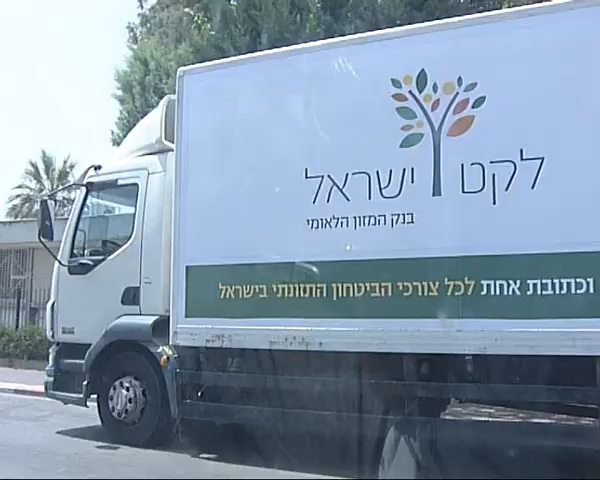 לקט ישראל
בנק המזון הלאומי
וכתובת אחת לכל צורכי הביטחון התזונתי בישראל